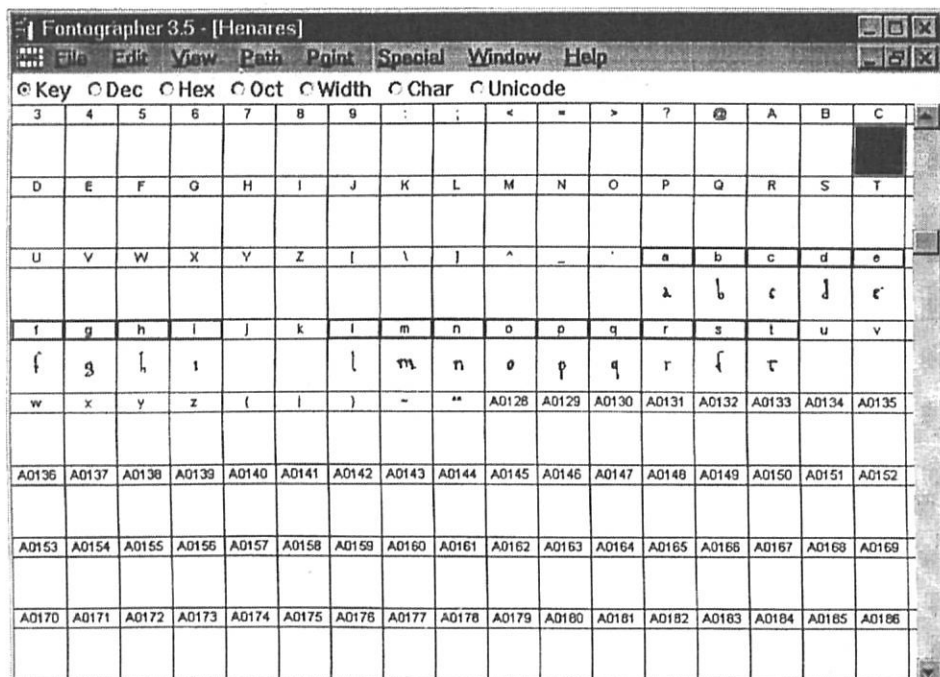 Fontographer 3.5 - [Henares]
File Edit View Path Point Special Window Help
Key Dec Hex Oct Width Char Unicode
3 4 5 6 7 8 9 : ; < = > ? @ A B C
D E F G H I J K L M N O P Q R S T
U V W X Y Z [ \ ] ^ _ ` a b c d e
a b c d e
f g h i j k l m n o p q r s t u v
f g h ı l m n o p q r ſ τ
w x y z { | } ~ ** A0128 A0129 A0130 A0131 A0132 A0133 A0134 A0135
A0136 A0137 A0138 A0139 A0140 A0141 A0142 A0143 A0144 A0145 A0146 A0147 A0148 A0149 A0150 A0151 A0152
A0153 A0154 A0155 A0156 A0157 A0158 A0159 A0160 A0161 A0162 A0163 A0164 A0165 A0166 A0167 A0168 A0169
A0170 A0171 A0172 A0173 A0174 A0175 A0176 A0177 A0178 A0179 A0180 A0181 A0182 A0183 A0184 A0185 A0186